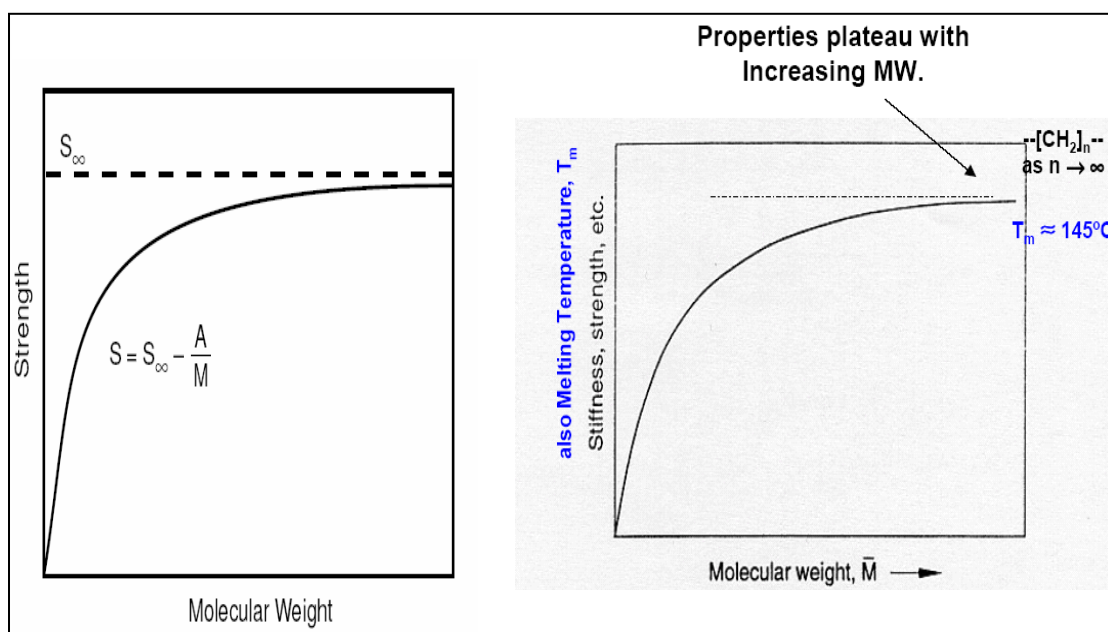 S∞
Strength
S = S∞ - A/M
Molecular Weight
Properties plateau with
Increasing MW.
also Melting Temperature, Tm
Stiffness, strength, etc.
--[CH2]n--
as n → ∞
Tm ≈ 145ºC
Molecular weight, M̄ →